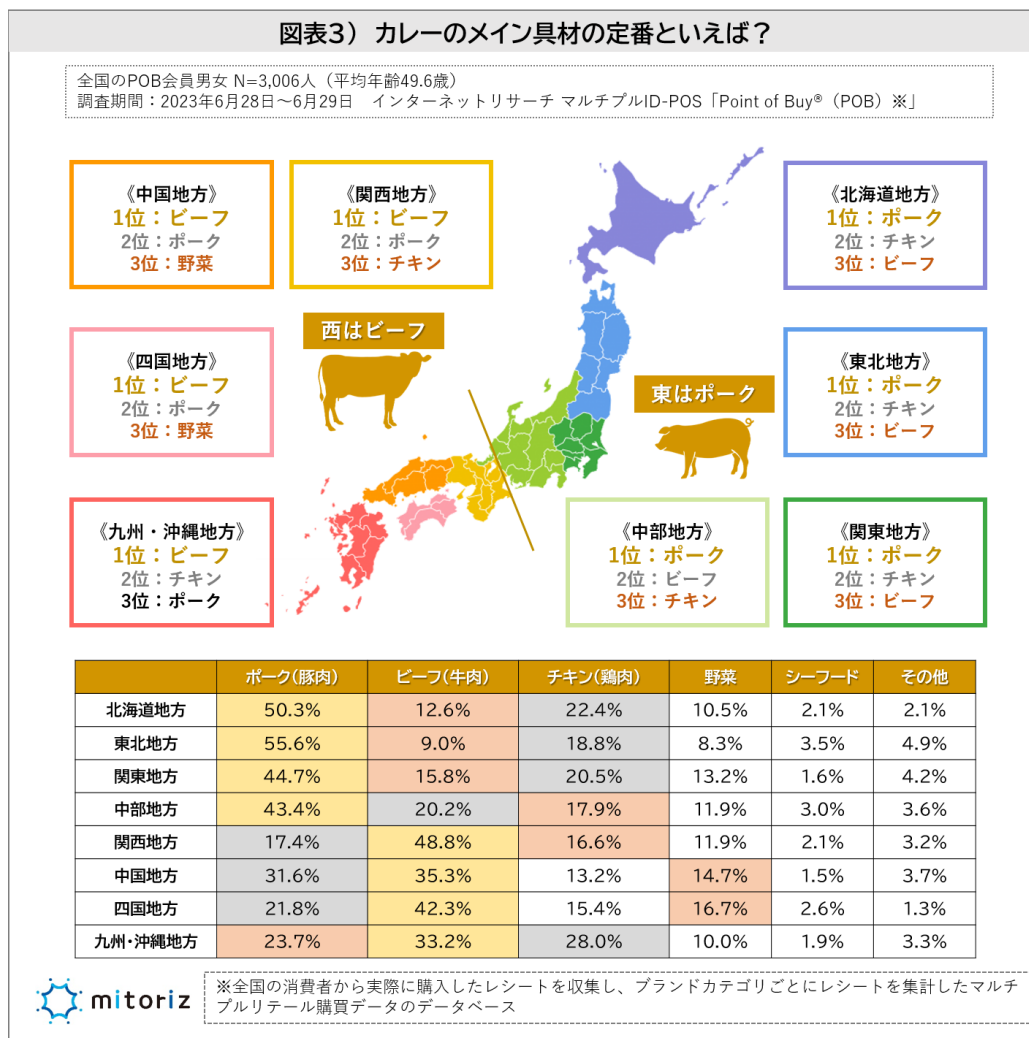 図表3） カレーのメイン具材の定番といえば？
全国のPOB会員男女 N=3,006人（平均年齢49.6歳）
調査期間：2023年6月28日～6月29日　インターネットリサーチ マルチプルID-POS「Point of Buy®（POB）※」
《中国地方》
1位：ビーフ
2位：ポーク
3位：野菜
《関西地方》
1位：ビーフ
2位：ポーク
3位：チキン
《北海道地方》
1位：ポーク
2位：チキン
3位：ビーフ
西はビーフ
《四国地方》
1位：ビーフ
2位：ポーク
3位：野菜
東はポーク
《東北地方》
1位：ポーク
2位：チキン
3位：ビーフ
《九州・沖縄地方》
1位：ビーフ
2位：チキン
3位：ポーク
《中部地方》
1位：ポーク
2位：ビーフ
3位：チキン
《関東地方》
1位：ポーク
2位：チキン
3位：ビーフ
ポーク(豚肉) ビーフ(牛肉) チキン(鶏肉) 野菜 シーフード その他
北海道地方 50.3% 12.6% 22.4% 10.5% 2.1% 2.1%
東北地方 55.6% 9.0% 18.8% 8.3% 3.5% 4.9%
関東地方 44.7% 15.8% 20.5% 13.2% 1.6% 4.2%
中部地方 43.4% 20.2% 17.9% 11.9% 3.0% 3.6%
関西地方 17.4% 48.8% 16.6% 11.9% 2.1% 3.2%
中国地方 31.6% 35.3% 13.2% 14.7% 1.5% 3.7%
四国地方 21.8% 42.3% 15.4% 16.7% 2.6% 1.3%
九州・沖縄地方 23.7% 33.2% 28.0% 10.0% 1.9% 3.3%
mitoriz
※全国の消費者から実際に購入したレシートを収集し、ブランドカテゴリごとにレシートを集計したマルチ
プルリテール購買データのデータベース